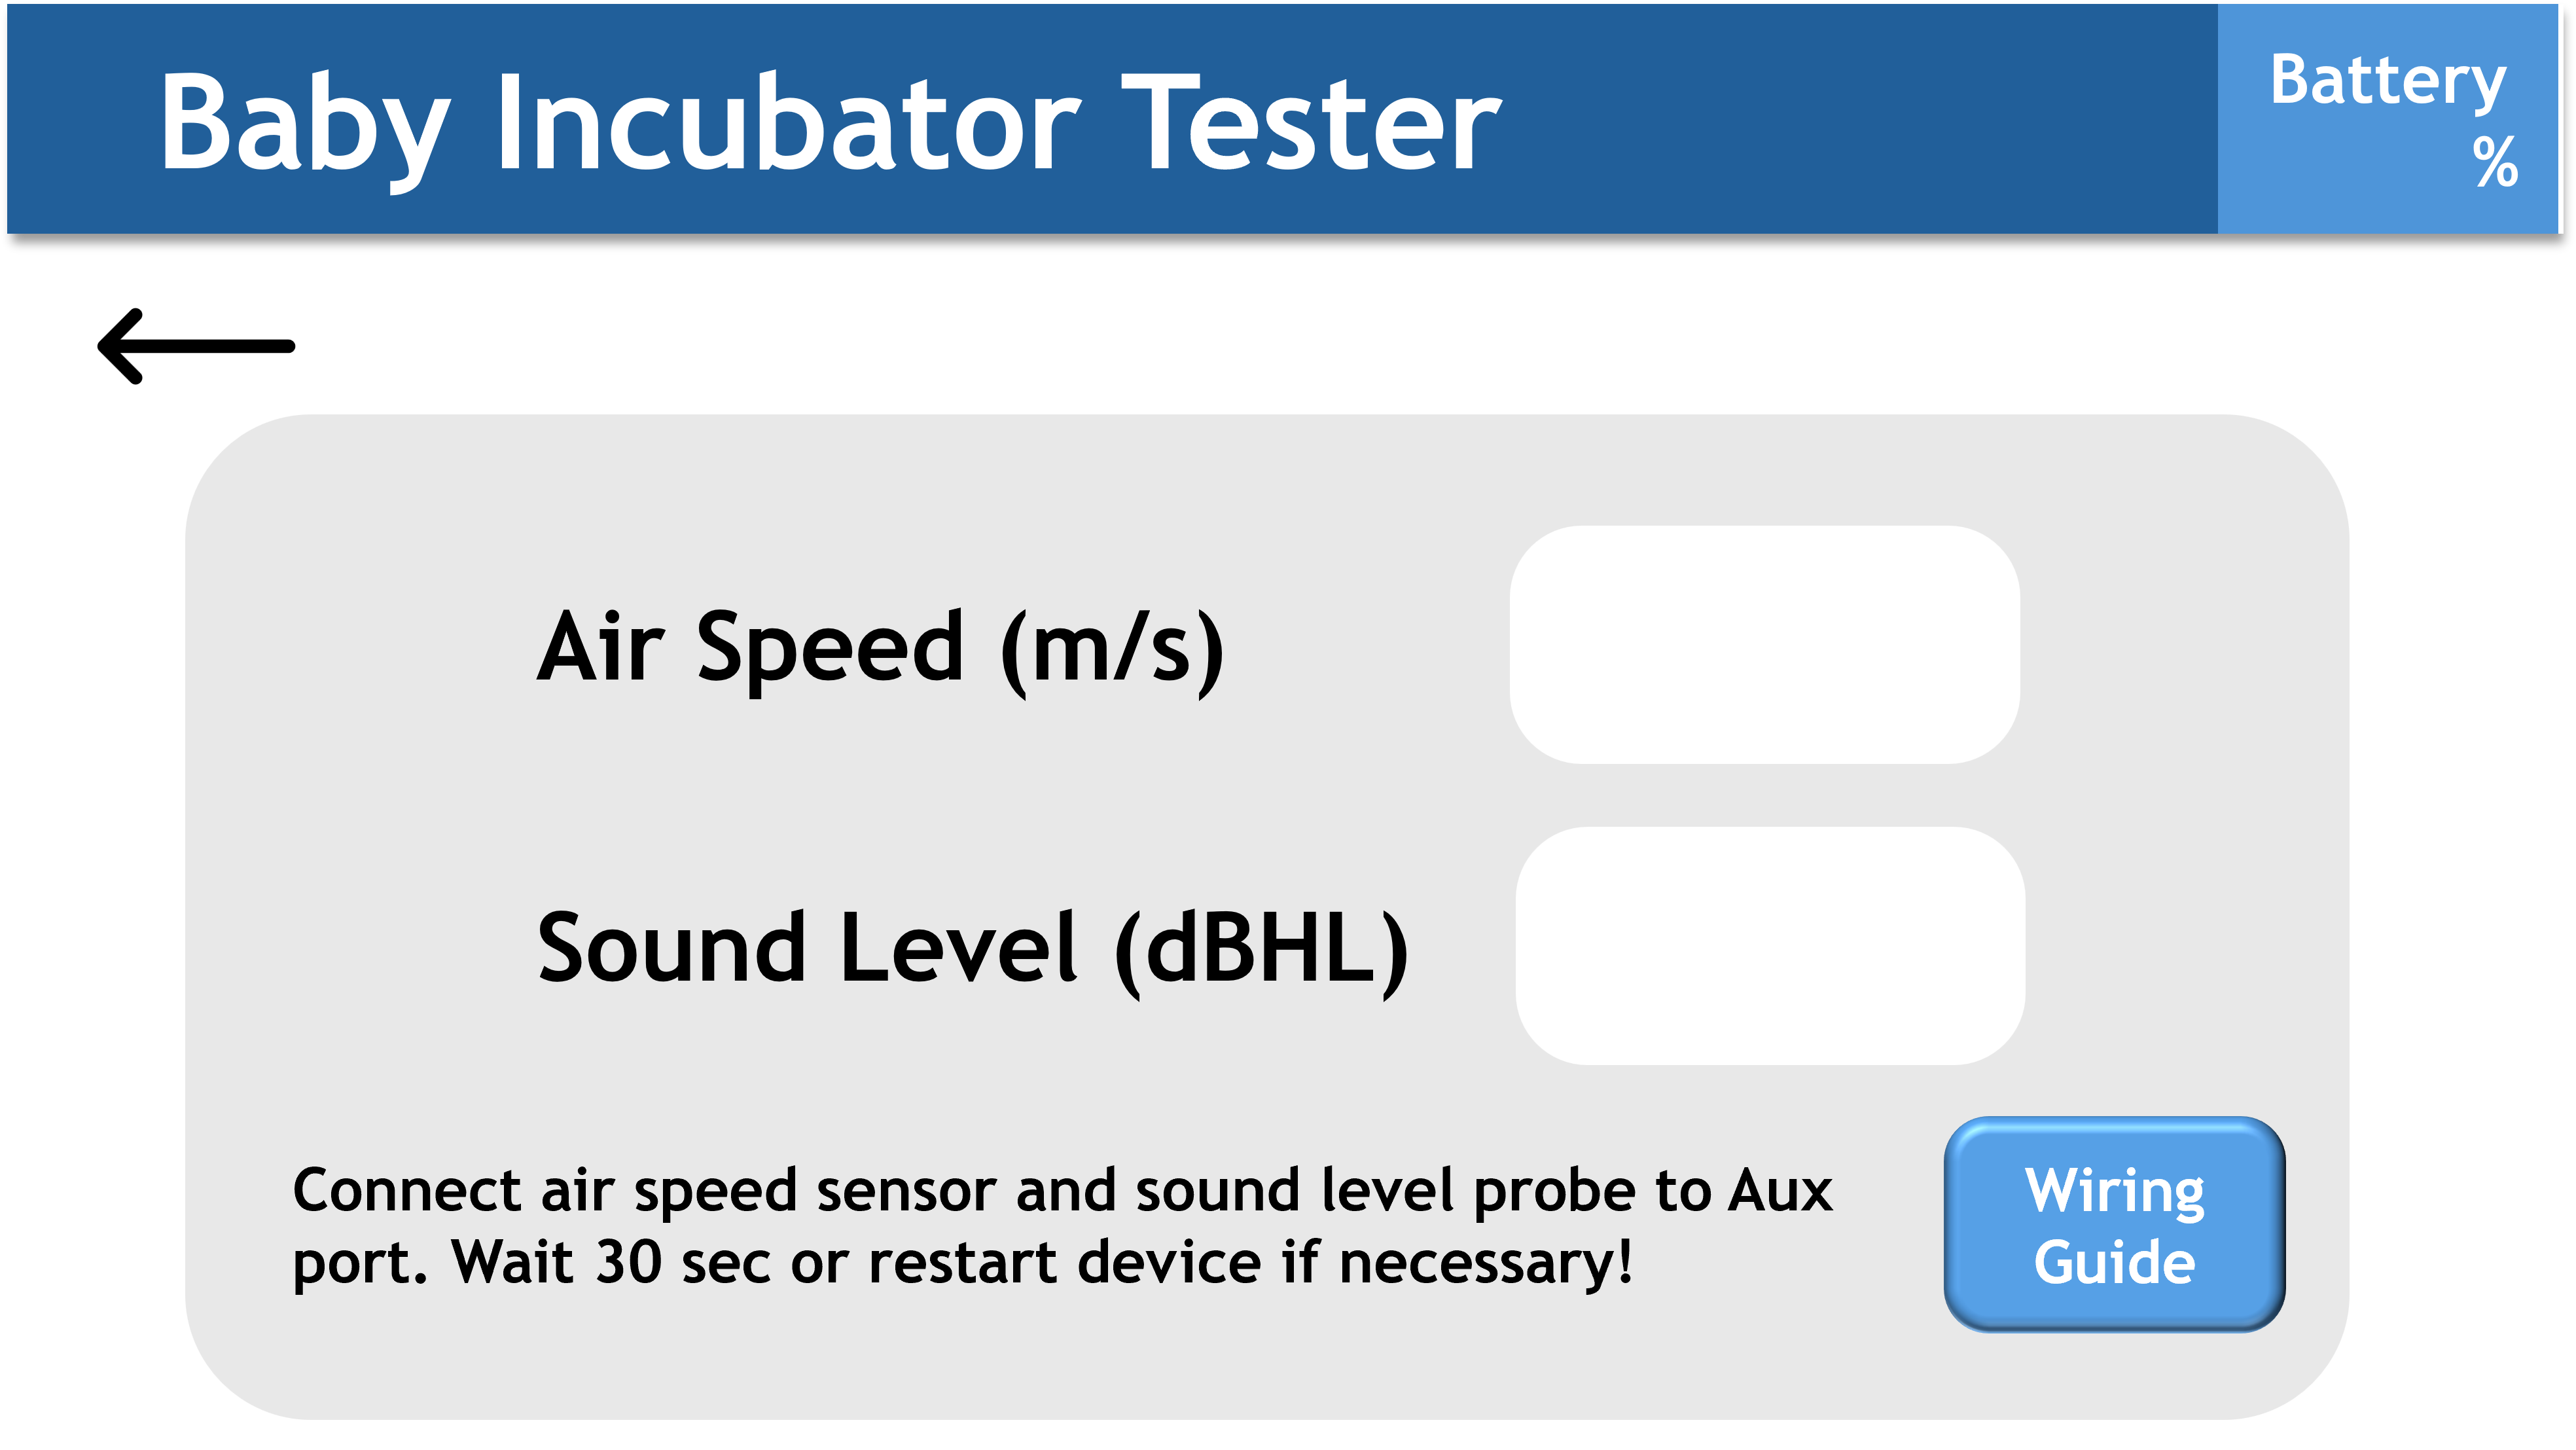 Baby Incubator Tester
Battery
%
Air Speed (m/s)
Sound Level (dBHL)
Connect air speed sensor and sound level probe to Aux
port. Wait 30 sec or restart device if necessary!
Wiring
Guide